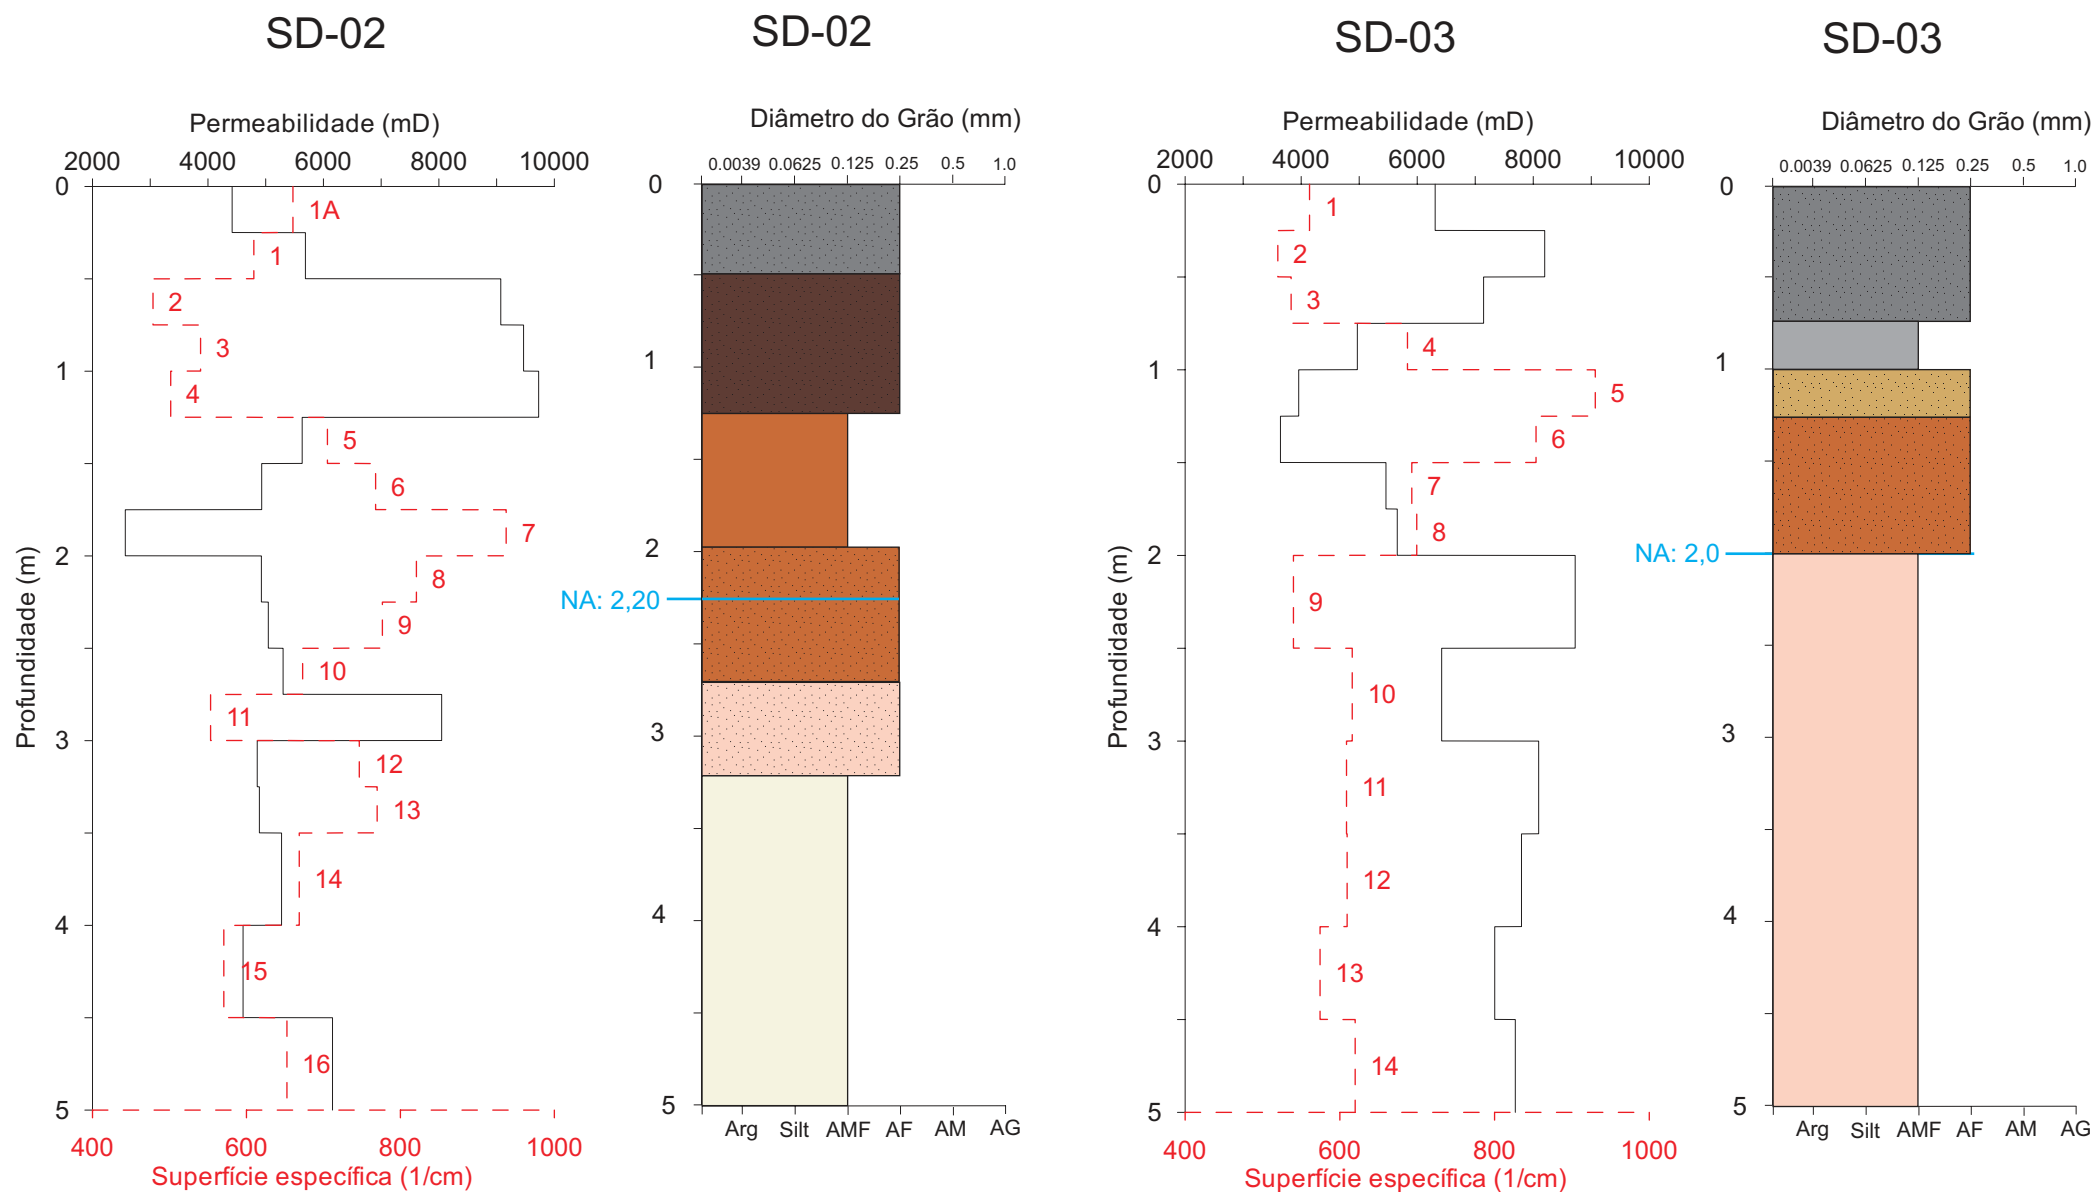 SD-02
Permeabilidade (mD)
2000 4000 6000 8000 10000
0
1
2
3
4
5
Profundidade (m)
1A
1
2
3
4
5
6
7
8
9
10
11
12
13
14
15
16
400 600 800 1000
Superfície específica (1/cm)
SD-02
Diâmetro do Grão (mm)
0.0039 0.0625 0.125 0.25 0.5 1.0
0
1
2
NA: 2,20
3
4
5
Arg Silt AMF AF AM AG
SD-03
Permeabilidade (mD)
2000 4000 6000 8000 10000
0
1
2
3
4
5
Profundidade (m)
1
2
3
4
5
6
7
8
9
10
11
12
13
14
400 600 800 1000
Superfície específica (1/cm)
SD-03
Diâmetro do Grão (mm)
0.0039 0.0625 0.125 0.25 0.5 1.0
0
1
NA: 2,0
3
4
5
Arg Silt AMF AF AM AG